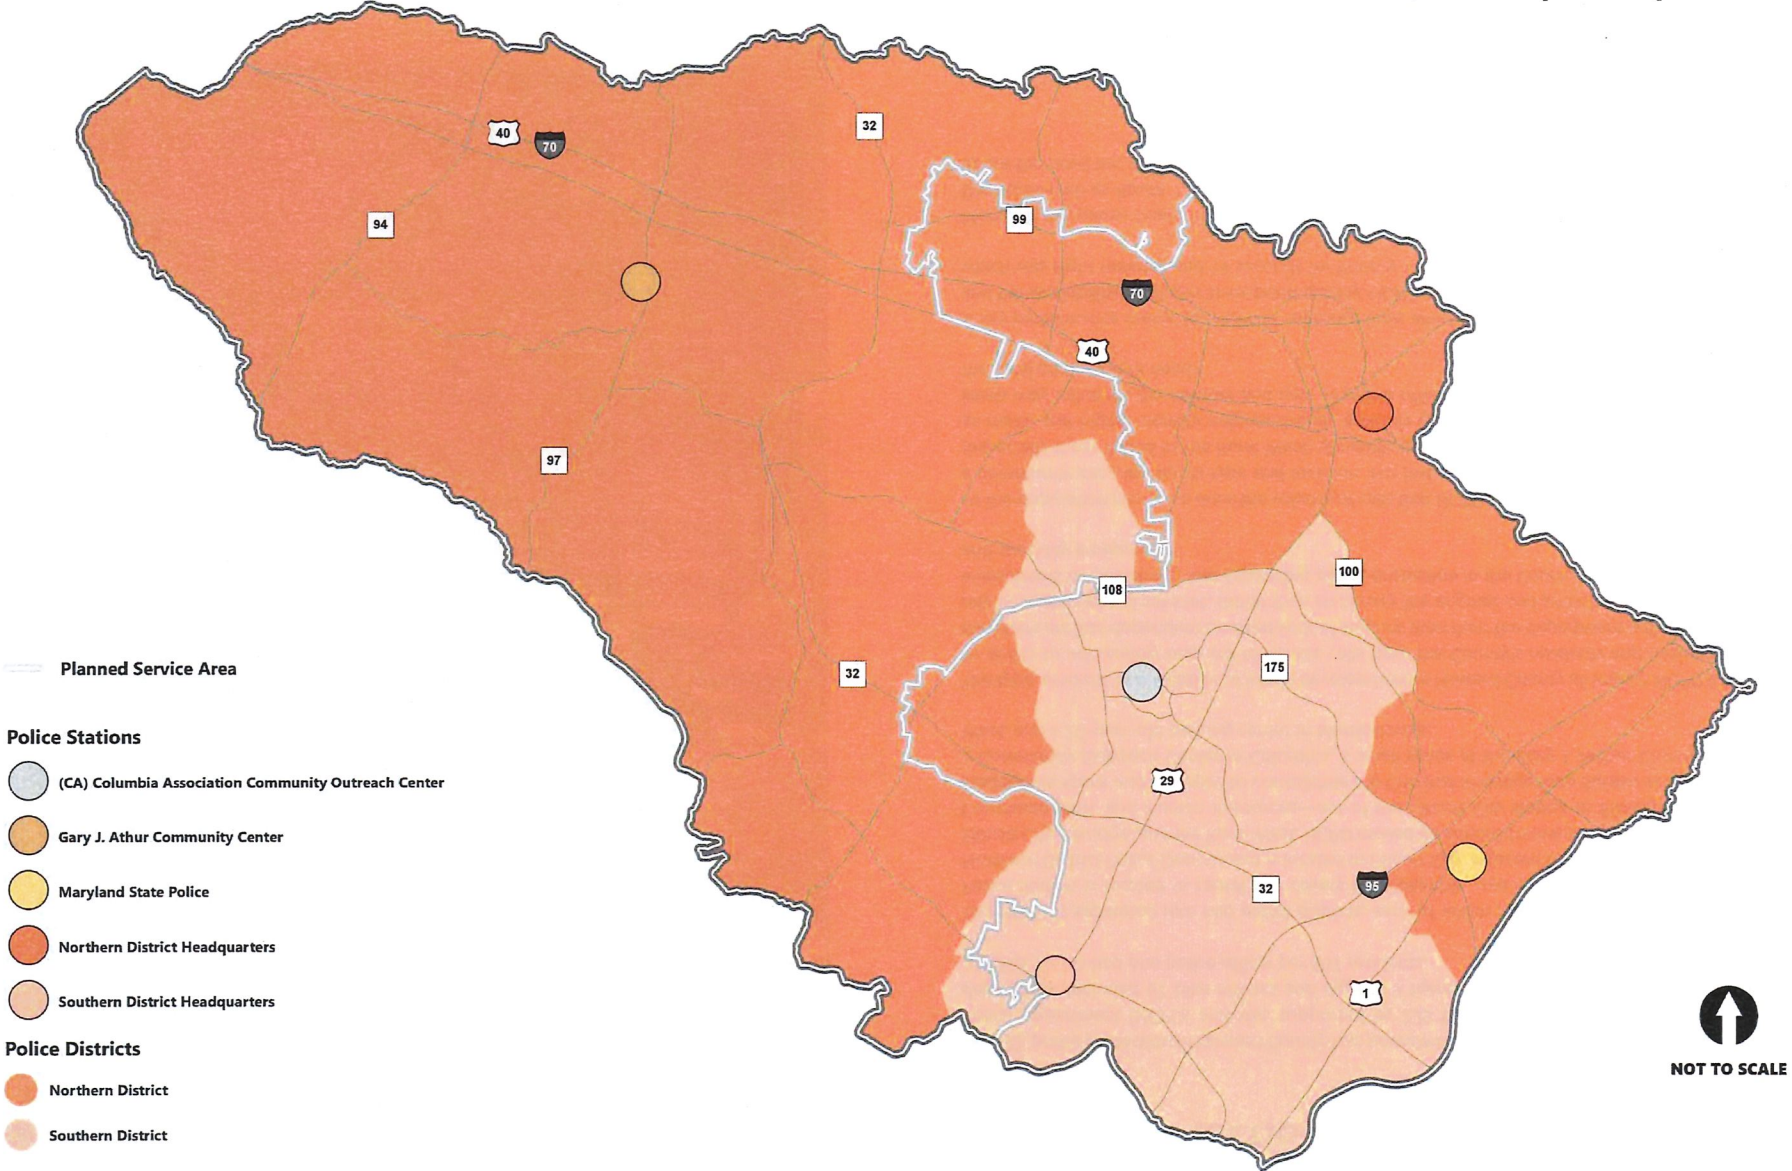 40
70
32
94
99
70
40
97
108
100
32
175
29
32
95
1
Planned Service Area
Police Stations
(CA) Columbia Association Community Outreach Center
Gary J. Athur Community Center
Maryland State Police
Northern District Headquarters
Southern District Headquarters
Police Districts
Northern District
Southern District
NOT TO SCALE